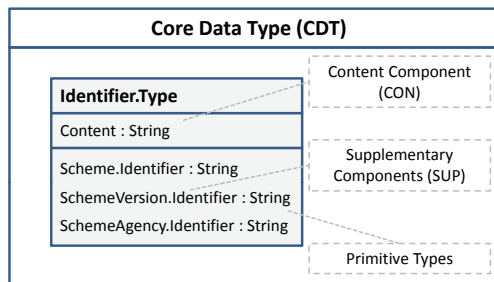 Core Data Type (CDT)
Content Component
(CON)
Identifier.Type
Content : String
Supplementary
Components (SUP)
Scheme.Identifier : String
SchemeVersion.Identifier : String
SchemeAgency.Identifier : String
Primitive Types